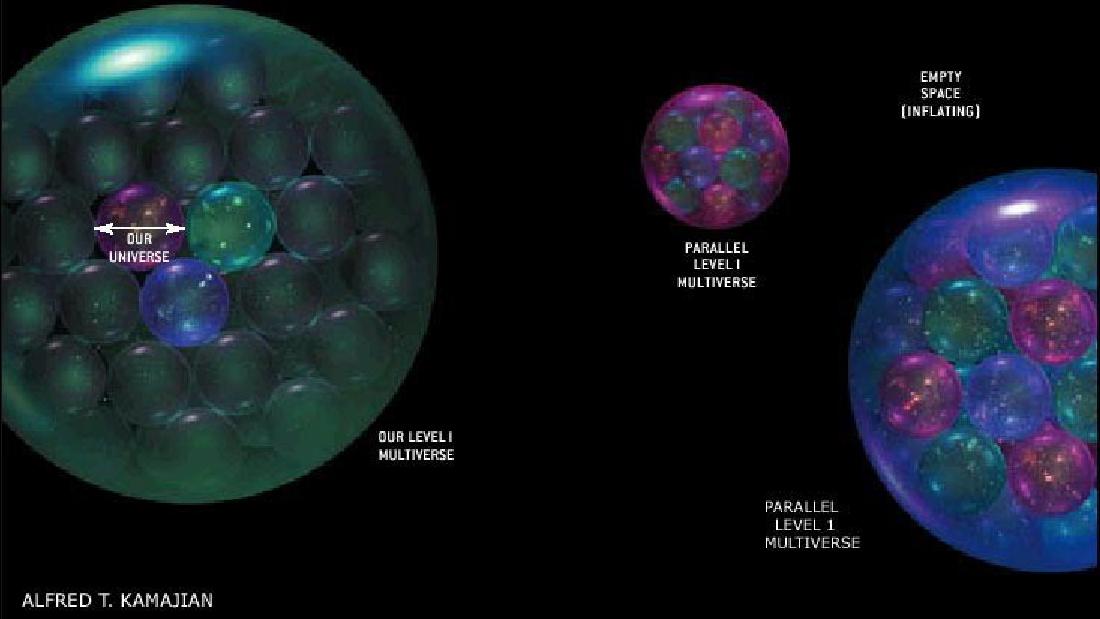 EMPTY
SPACE
(INFLATING)
OUR
UNIVERSE
PARALLEL
LEVEL I
MULTIVERSE
OUR LEVEL I
MULTIVERSE
PARALLEL
LEVEL 1
MULTIVERSE
ALFRED T. KAMAJIAN